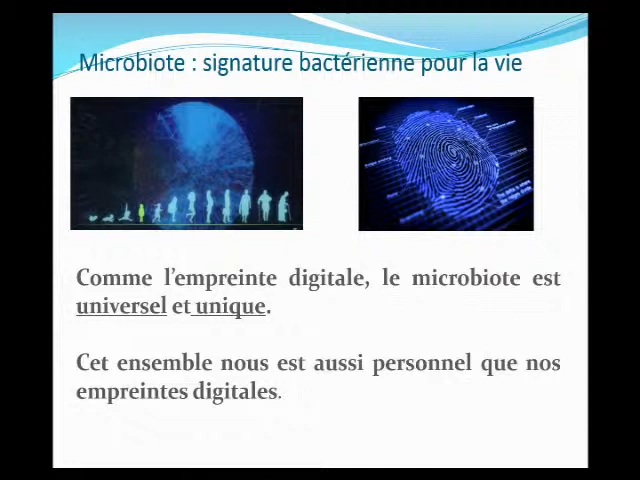 Microbiote : signature bactérienne pour la vie
Comme l'empreinte digitale, le microbiote est
universel et unique.
Cet ensemble nous est aussi personnel que nos
empreintes digitales.